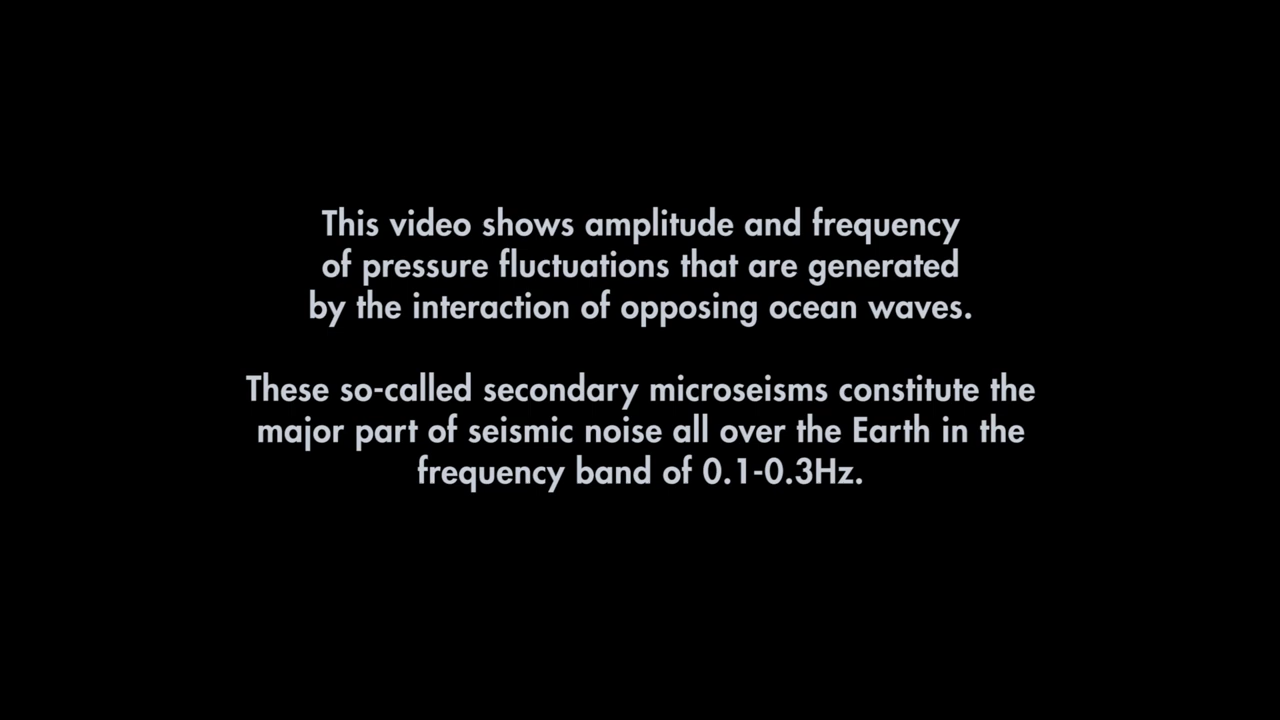 This video shows amplitude and frequency
of pressure fluctuations that are generated
by the interaction of opposing ocean waves.
These so-called secondary microseisms constitute the
major part of seismic noise all over the Earth in the
frequency band of 0.1-0.3Hz.